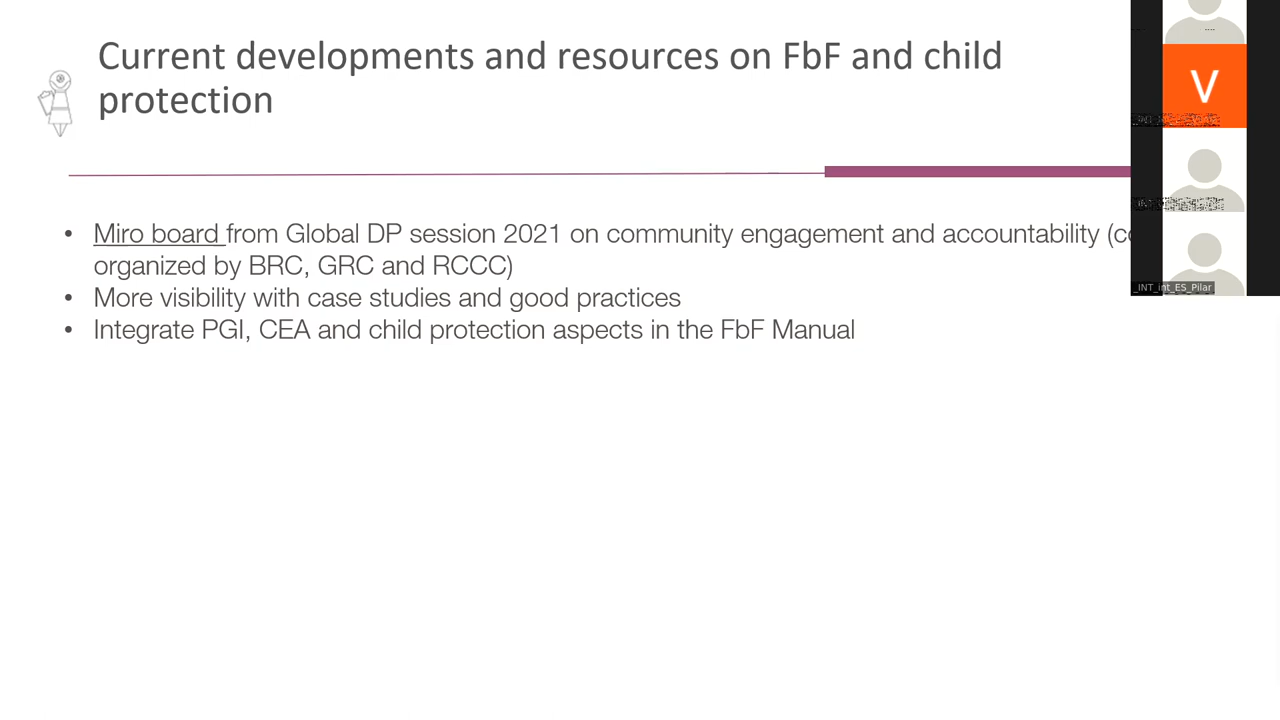 Current developments and resources on FbF and child
protection
V
• Miro board from Global DP session 2021 on community engagement and accountability
organized by BRC, GRC and RCCC)
• More visibility with case studies and good practices
• Integrate PGI, CEA and child protection aspects in the FbF Manual
_INT_int_ES_Pilar